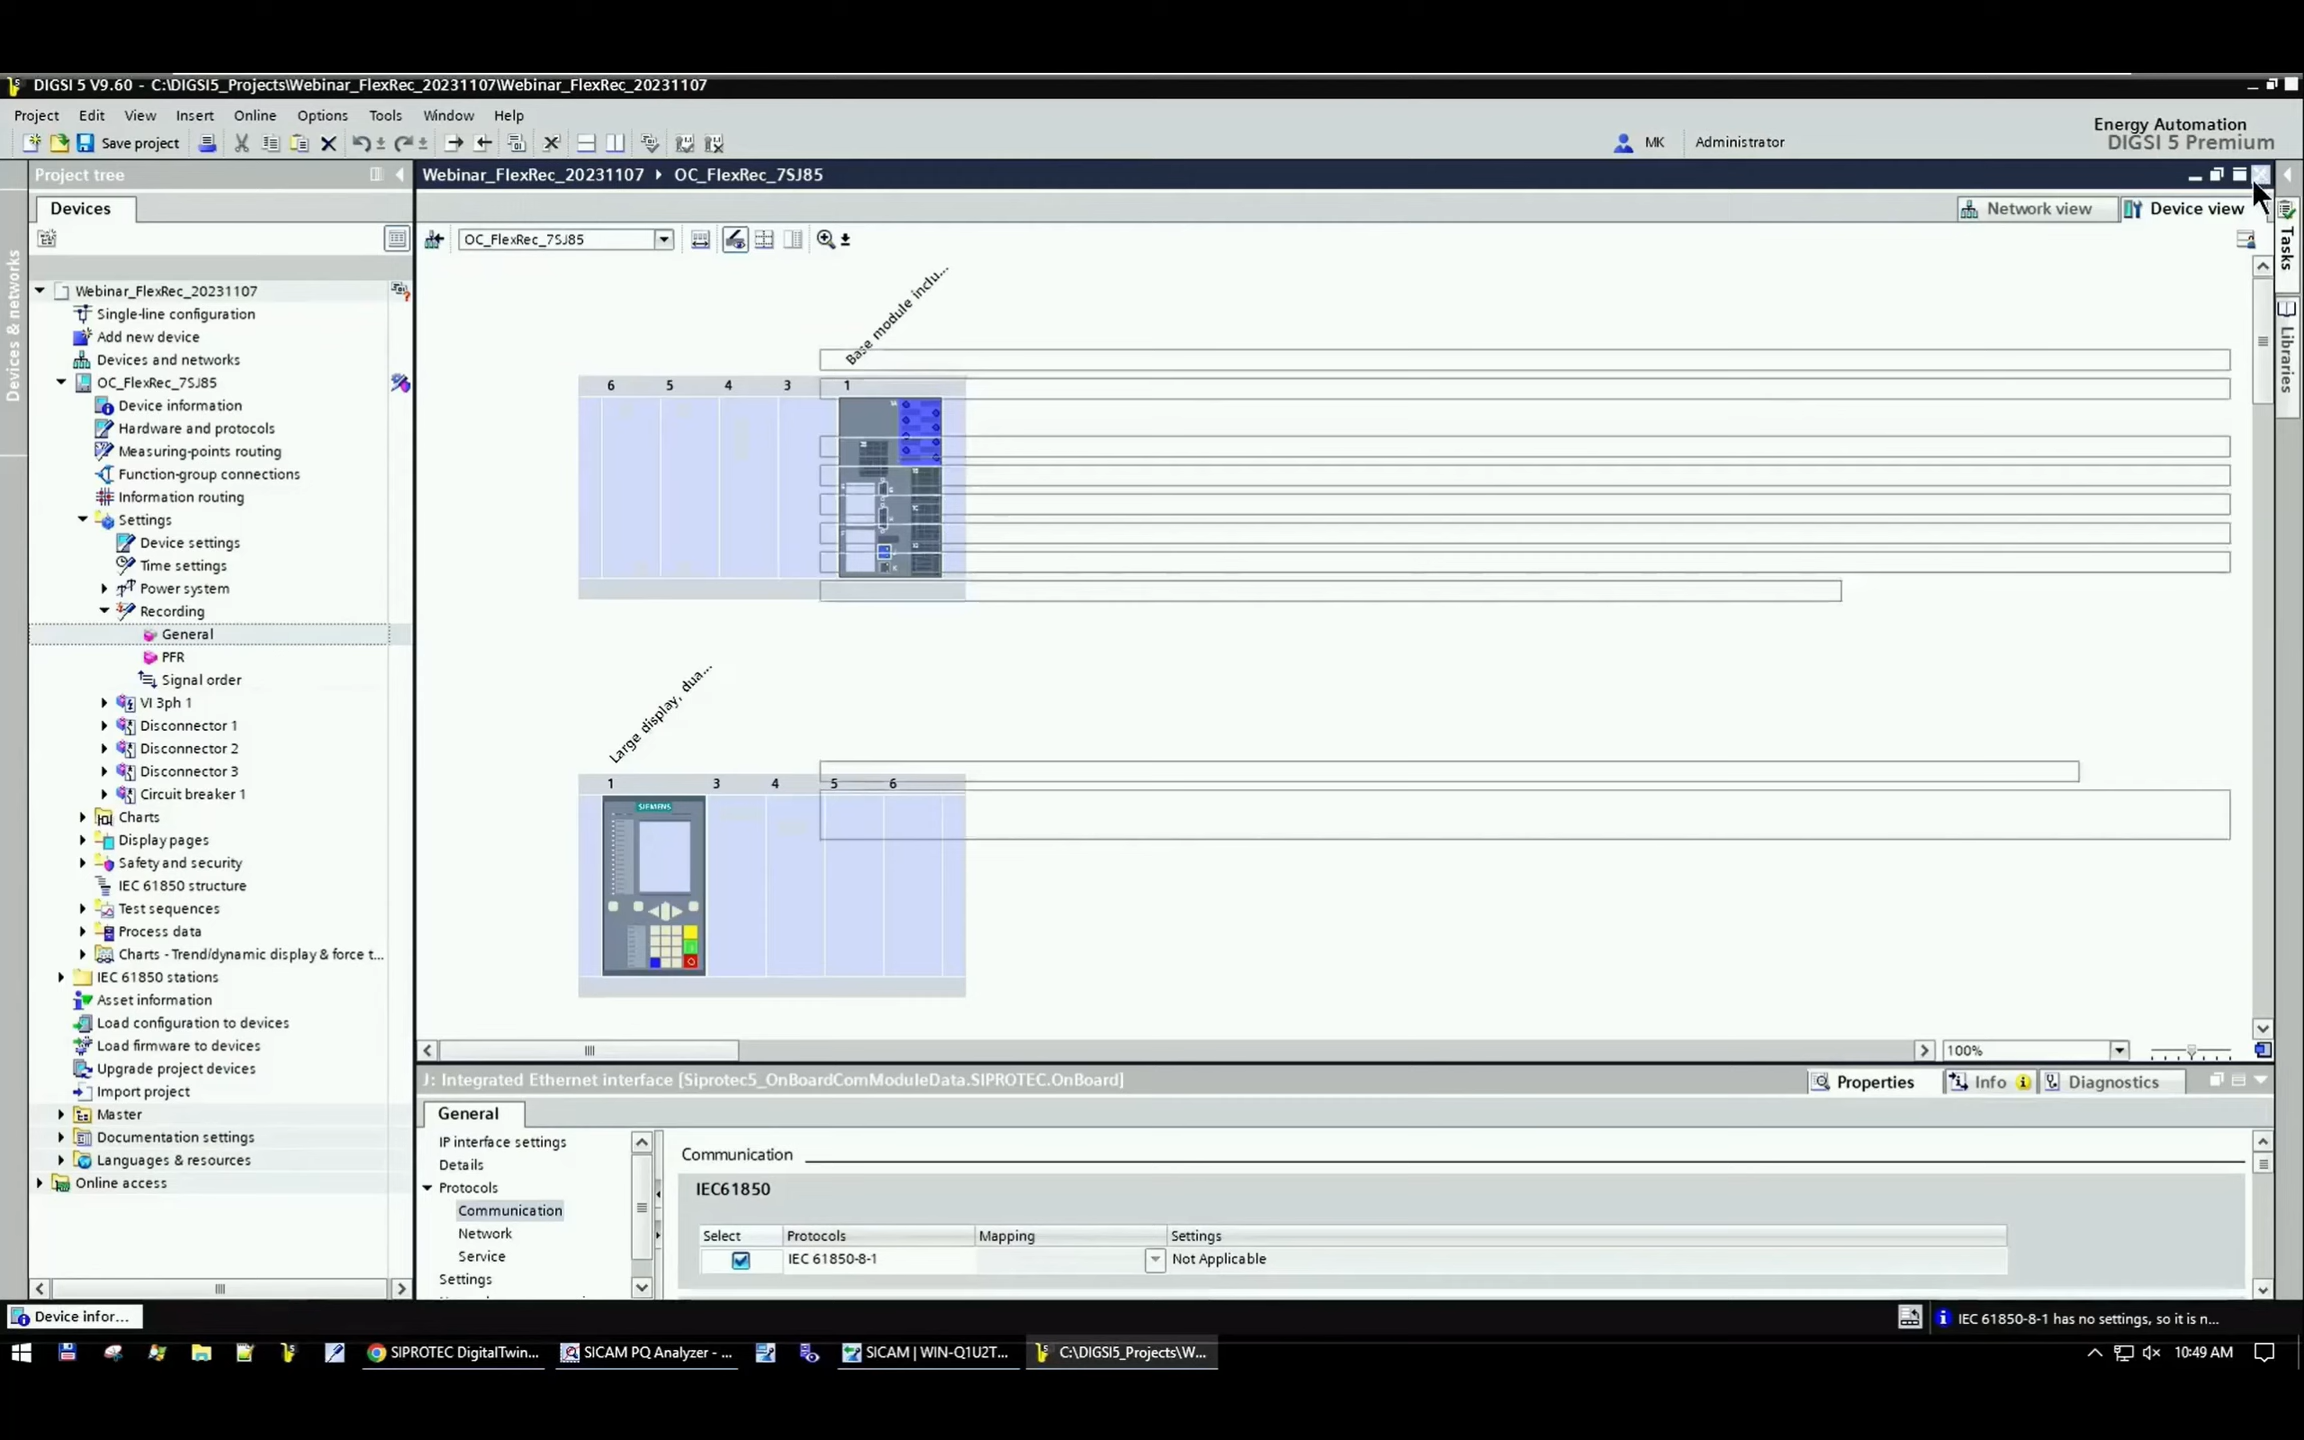 DIGSI 5 V9.60 - C:\DIGSI5_Projects\Webinar_FlexRec_20231107\Webinar_FlexRec_20231107
Project Edit View Insert Online Options Tools Window Help
Energy Automation
DIGSI 5 Premium
Save project
MK Administrator
Project tree
Webinar_FlexRec_20231107 OC_FlexRec_7SJ85
Devices
Network view Device view
OC_FlexRec_7SJ85
Devices & networks
Tasks
Libraries
Webinar_FlexRec_20231107
Single-line configuration
Add new device
Devices and networks
OC_FlexRec_7SJ85
Device information
Hardware and protocols
Measuring-points routing
Function-group connections
Information routing
Settings
Device settings
Time settings
Power system
Recording
General
PFR
Signal order
VI 3ph 1
Disconnector 1
Disconnector 2
Disconnector 3
Circuit breaker 1
Charts
Display pages
Safety and security
IEC 61850 structure
Test sequences
Process data
Charts - Trend/dynamic display & force t...
IEC 61850 stations
Asset information
Load configuration to devices
Load firmware to devices
Upgrade project devices
Import project
Master
Documentation settings
Languages & resources
Online access
Base module inclu...
6 5 4 3 1
Large display, dua...
1 3 4 5 6
SIEMENS
100%
J: Integrated Ethernet interface [Siprotec5_OnBoardComModuleData.SIPROTEC.OnBoard]
Properties Info Diagnostics
General
IP interface settings
Details
Protocols
Communication
Network
Service
Settings
Communication
IEC61850
Select Protocols Mapping Settings
IEC 61850-8-1 Not Applicable
Device infor...
IEC 61850-8-1 has no settings, so it is n...
SIPROTEC DigitalTwin...
SICAM PQ Analyzer - ...
SICAM | WIN-Q1U2T...
C:\DIGSI5_Projects\W...
10:49 AM